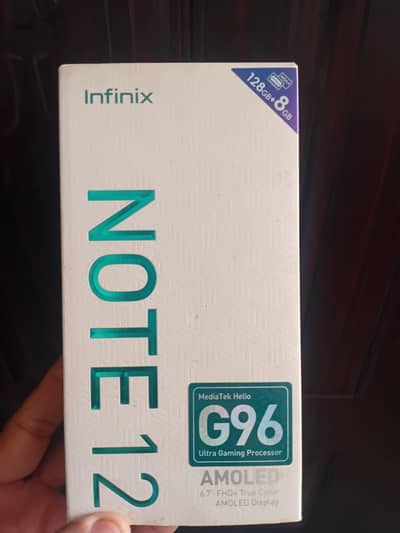 Infinix
128GB+8GB
NOTE 12
MediaTek Helio
G96
Ultra Gaming Processor
AMOLED
6.7" FHD+ True Color
AMOLED Display